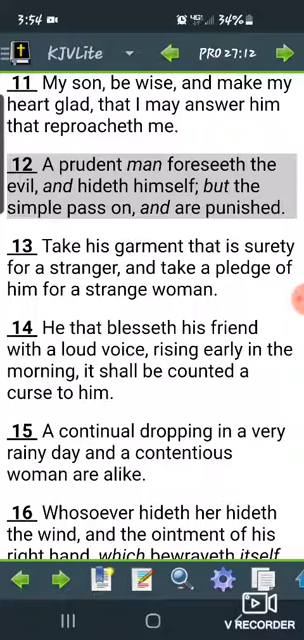 3:54
34%
KJVLite
PRO 27:12
11 My son, be wise, and make my
heart glad, that I may answer him
that reproacheth me.
12 A prudent man foreseeth the
evil, and hideth himself; but the
simple pass on, and are punished.
13 Take his garment that is surety
for a stranger, and take a pledge of
him for a strange woman.
14 He that blesseth his friend
with a loud voice, rising early in the
morning, it shall be counted a
curse to him.
15 A continual dropping in a very
rainy day and a contentious
woman are alike.
16 Whosoever hideth her hideth
the wind, and the ointment of his
right hand, which bewrayeth itself
V RECORDER